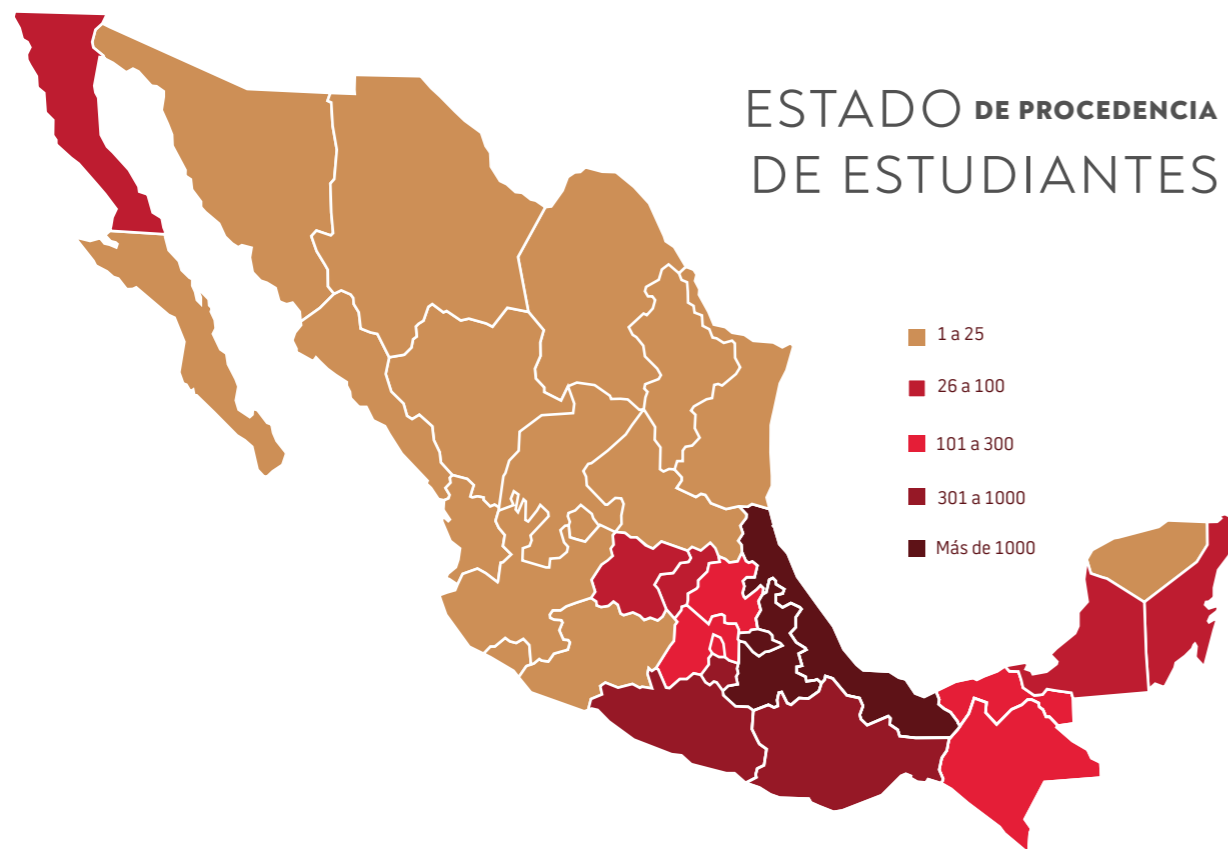 ESTADO DE PROCEDENCIA
DE ESTUDIANTES
1 a 25
26 a 100
101 a 300
301 a 1000
Más de 1000